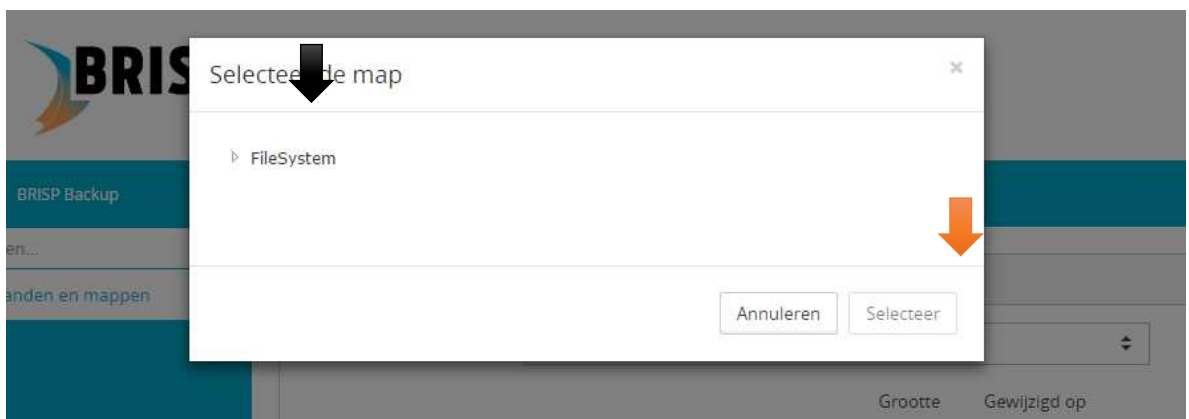 BRIS
Selecteer de map
×
FileSystem
BRISP Backup
en...
anden en mappen
Annuleren
Selecteer
Grootte
Gewijzigd op